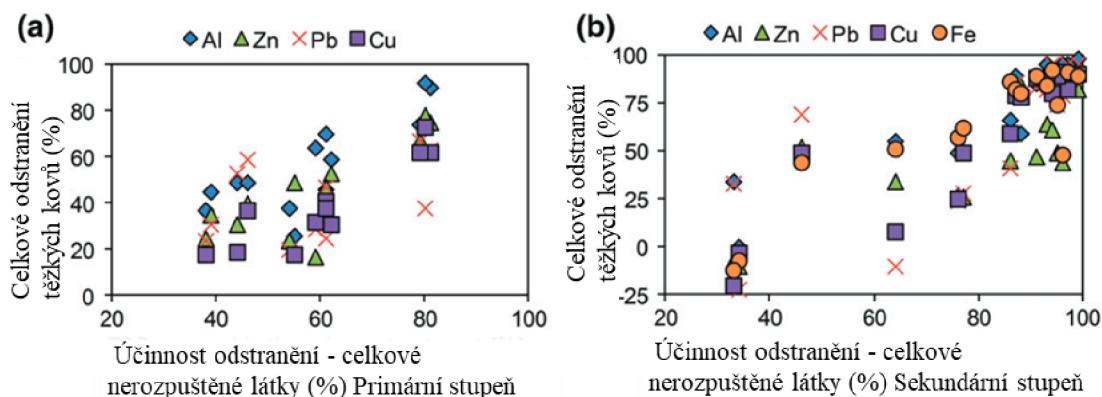 (a)
Al Zn Pb Cu
Celkové odstranění
těžkých kovů (%)
100
80
60
40
20
0
20 40 60 80 100
Účinnost odstranění - celkové
nerozpuštěné látky (%) Primární stupeň
(b)
Al Zn Pb Cu Fe
Celkové odstranění
těžkých kovů (%)
100
75
50
25
0
-25
20 40 60 80 100
Účinnost odstranění - celkové
nerozpuštěné látky (%) Sekundární stupeň